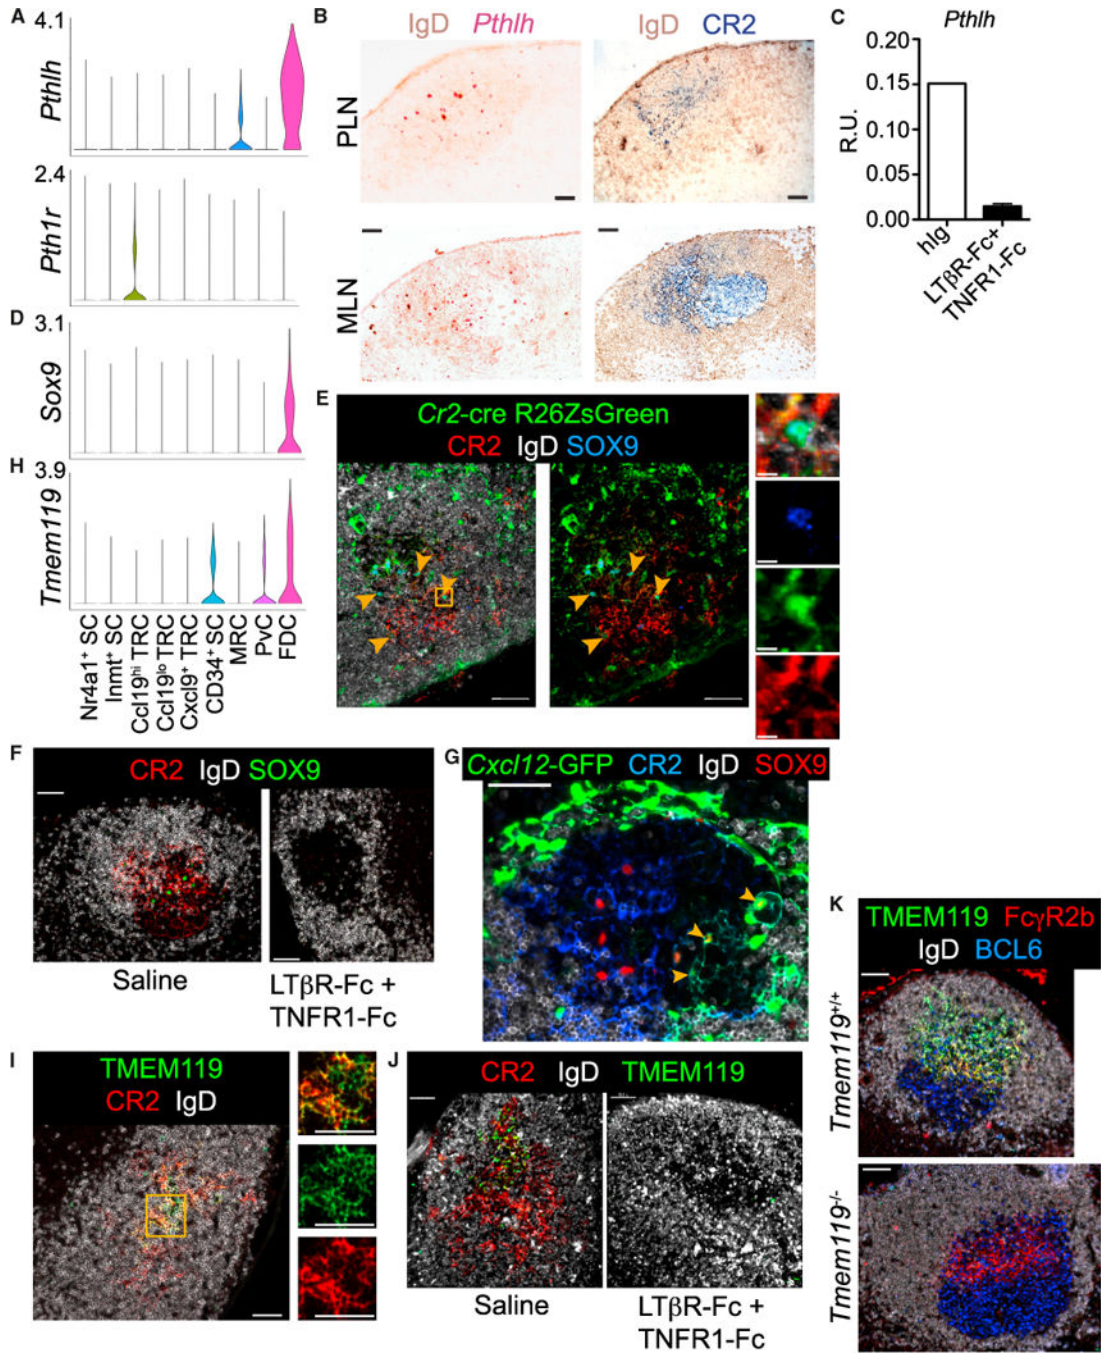 A
4.1
Pthlh
2.4
Pth1r
B
IgD Pthlh
IgD CR2
PLN
MLN
C
Pthlh
0.20
0.15
0.10
0.05
0.00
R.U.
hIg
LTβR-Fc+
TNFR1-Fc
D
3.1
Sox9
H
3.9
Tmem119
Nr4a1+ SC
Inmt+ SC
Ccl19hi TRC
Ccl19lo TRC
Cxcl9+ TRC
CD34+ SC
MRC
PvC
FDC
E
Cr2-cre R26ZsGreen
CR2 IgD SOX9
F
CR2 IgD SOX9
Saline
LTβR-Fc +
TNFR1-Fc
G
Cxcl12-GFP CR2 IgD SOX9
I
TMEM119
CR2 IgD
J
CR2 IgD TMEM119
Saline
LTβR-Fc +
TNFR1-Fc
K
TMEM119 FcγR2b
IgD BCL6
Tmem119+/+
Tmem119-/-